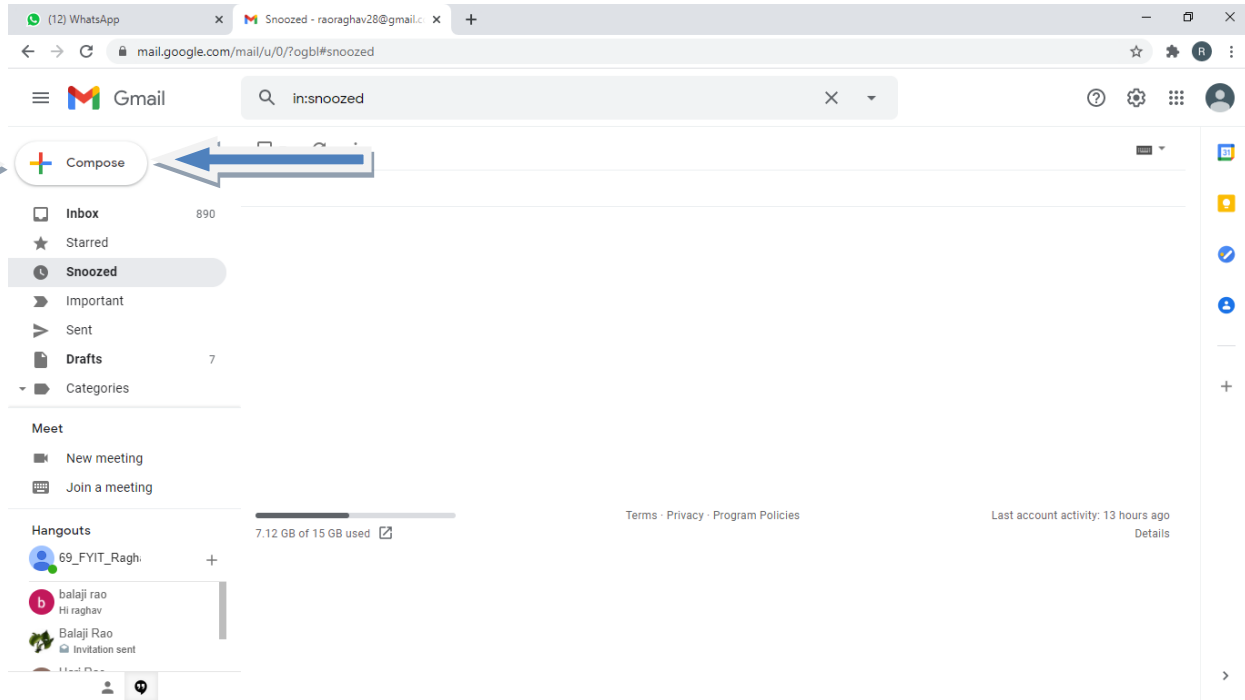 (12) WhatsApp
Snoozed - raoraghav28@gmail.c
mail.google.com/mail/u/0/?ogbl#snoozed
R
Gmail
in:snoozed
Compose
31
Inbox 890
Starred
Snoozed
Important
Sent
Drafts 7
Categories
Meet
New meeting
Join a meeting
Hangouts
69_FYIT_Ragh
b
balaji rao
Hi raghav
Balaji Rao
Invitation sent
7.12 GB of 15 GB used
Terms · Privacy · Program Policies
Last account activity: 13 hours ago
Details